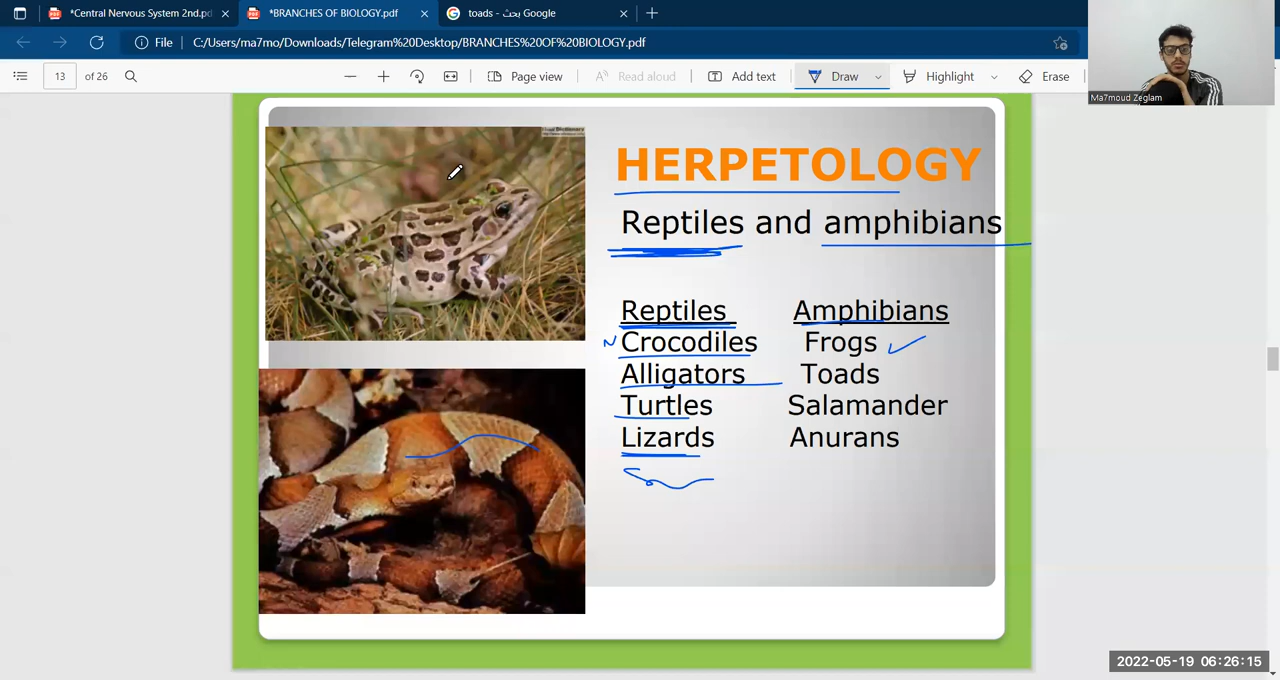 *Central Nervous System 2nd.pd
*BRANCHES OF BIOLOGY.pdf
toads - بحث Google
File
C:/Users/ma7mo/Downloads/Telegram%20Desktop/BRANCHES%20OF%20BIOLOGY.pdf
13 of 26
Page view
Read aloud
Add text
Draw
Highlight
Erase
Ma7moud Zeglam
HERPETOLOGY
Reptiles and amphibians
Reptiles Amphibians
Crocodiles Frogs
Alligators Toads
Turtles Salamander
Lizards Anurans
2022-05-19 06:26:15